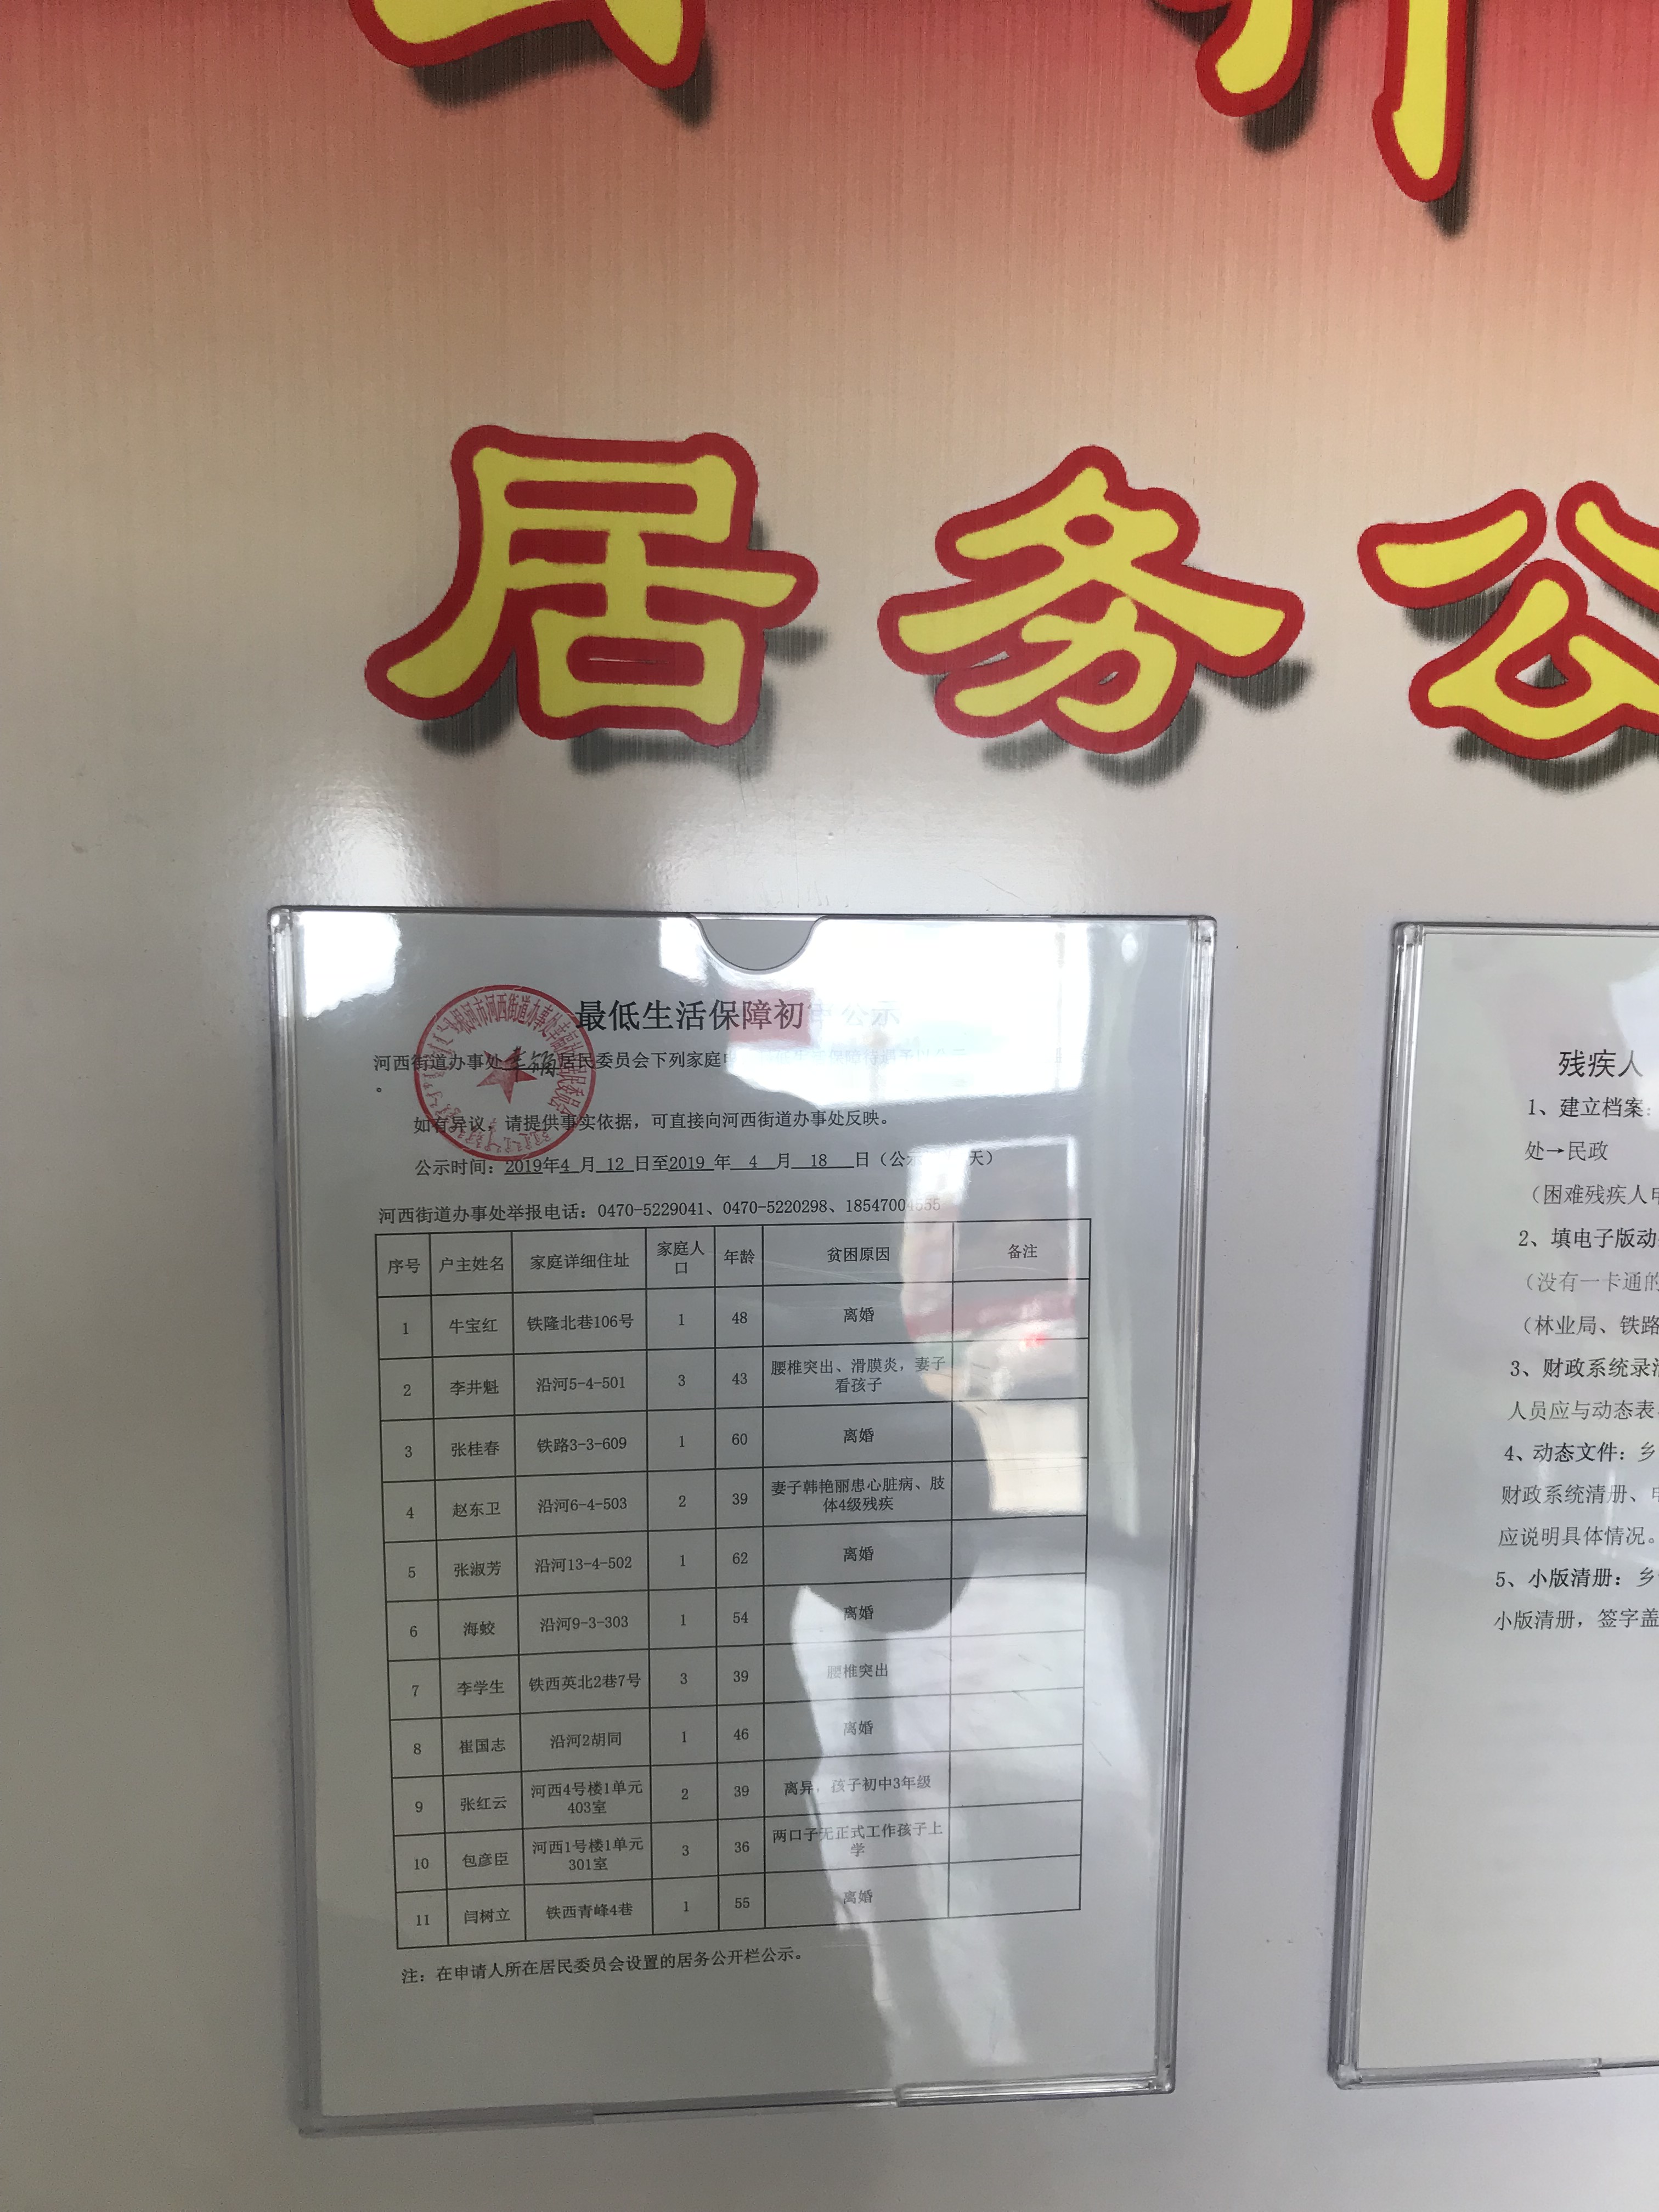 居务公
最低生活保障初审公示
河西街道办事处幸福居民委员会下列家庭
。
如有异议,请提供事实依据,可直接向河西街道办事处反映。
公示时间:2019年4 月 12 日至2019 年 4 月 18 日(公示 天)
河西街道办事处举报电话:0470-5229041、0470-5220298、18547004555
序号 户主姓名 家庭详细住址 家庭人口 年龄 贫困原因 备注
1 牛宝红 铁隆北巷106号 1 48 离婚
2 李井魁 沿河5-4-501 3 43 腰椎突出、滑膜炎,妻子看孩子
3 张桂春 铁路3-3-609 1 60 离婚
4 赵东卫 沿河6-4-503 2 39 妻子韩艳丽患心脏病、肢体4级残疾
5 张淑芳 沿河13-4-502 1 62 离婚
6 海蛟 沿河9-3-303 1 54 离婚
7 李学生 铁西英北2巷7号 3 39 腰椎突出
8 崔国志 沿河2胡同 1 46 离婚
9 张红云 河西4号楼1单元403室 2 39 离异,孩子初中3年级
10 包彦臣 河西1号楼1单元301室 3 36 两口子无正式工作孩子上学
11 闫树立 铁西青峰4巷 1 55 离婚
注:在申请人所在居民委员会设置的居务公开栏公示。
残疾人
1、建立档案:
处→民政
(困难残疾人
2、填电子版动
(没有一卡通的
(林业局、铁路
3、财政系统录
人员应与动态表
4、动态文件:乡
财政系统清册、
应说明具体情况。
5、小版清册:乡
小版清册,签字盖